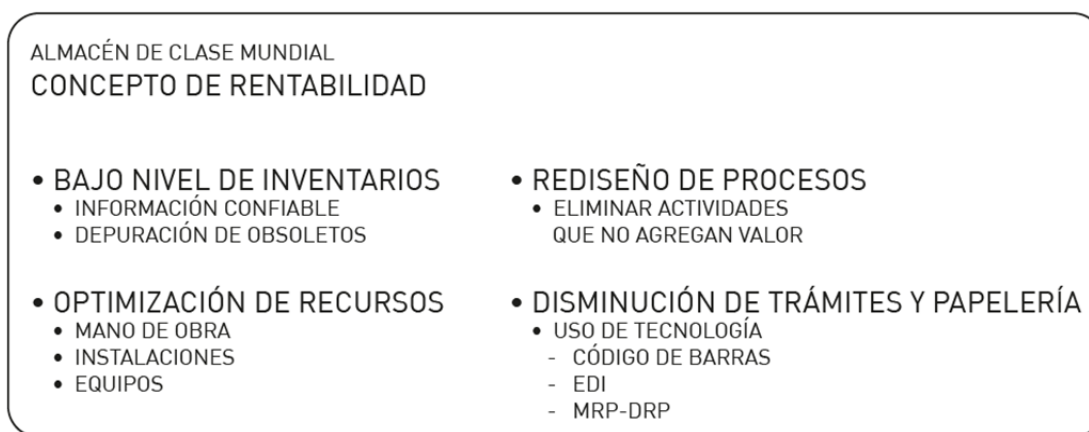 ALMACÉN DE CLASE MUNDIAL
CONCEPTO DE RENTABILIDAD
• BAJO NIVEL DE INVENTARIOS
• INFORMACIÓN CONFIABLE
• DEPURACIÓN DE OBSOLETOS
• REDISEÑO DE PROCESOS
• ELIMINAR ACTIVIDADES
QUE NO AGREGAN VALOR
• OPTIMIZACIÓN DE RECURSOS
• MANO DE OBRA
• INSTALACIONES
• EQUIPOS
• DISMINUCIÓN DE TRÁMITES Y PAPELERÍA
• USO DE TECNOLOGÍA
- CÓDIGO DE BARRAS
- EDI
- MRP-DRP